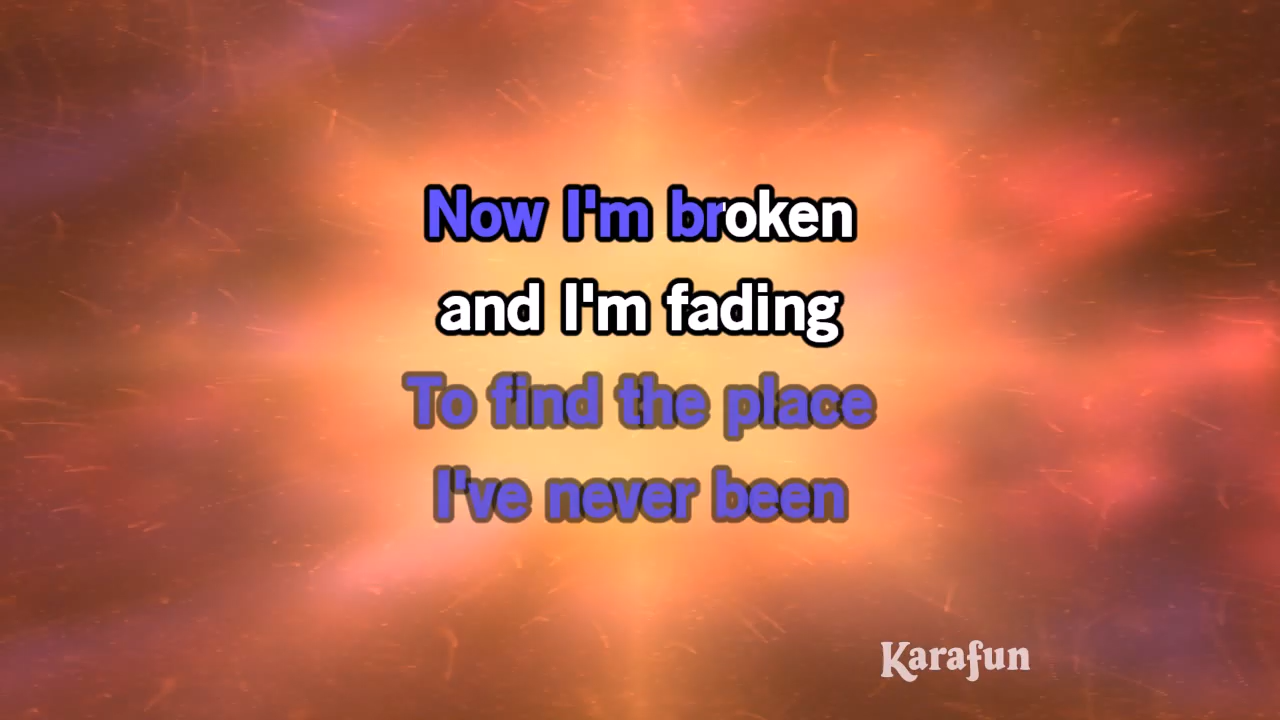 Now I'm broken
and I'm fading
To find the place
I've never been
Karafun